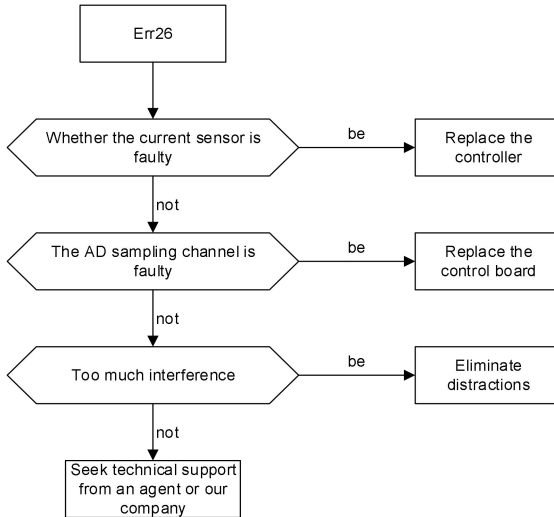 Err26
Whether the current sensor is
faulty
be
Replace the
controller
not
The AD sampling channel is
faulty
be
Replace the
control board
not
Too much interference
be
Eliminate
distractions
not
Seek technical support
from an agent or our
company